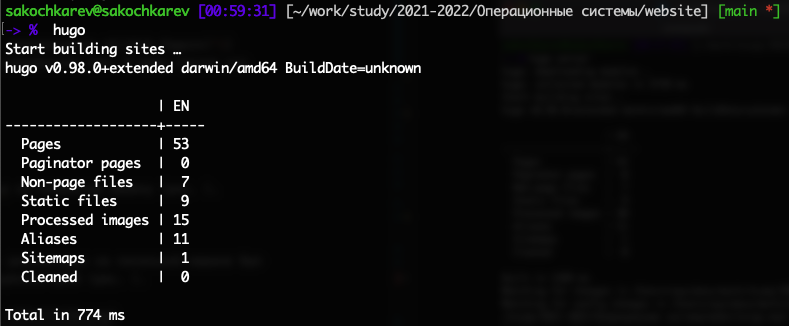 sakochkarev@sakochkarev [00:59:31] [~/work/study/2021-2022/Операционные системы/website] [main *]
-> % hugo
Start building sites …
hugo v0.98.0+extended darwin/amd64 BuildDate=unknown
                   | EN
-------------------+-----
  Pages            | 53
  Paginator pages  |  0
  Non-page files   |  7
  Static files     |  9
  Processed images | 15
  Aliases          | 11
  Sitemaps         |  1
  Cleaned          |  0
Total in 774 ms